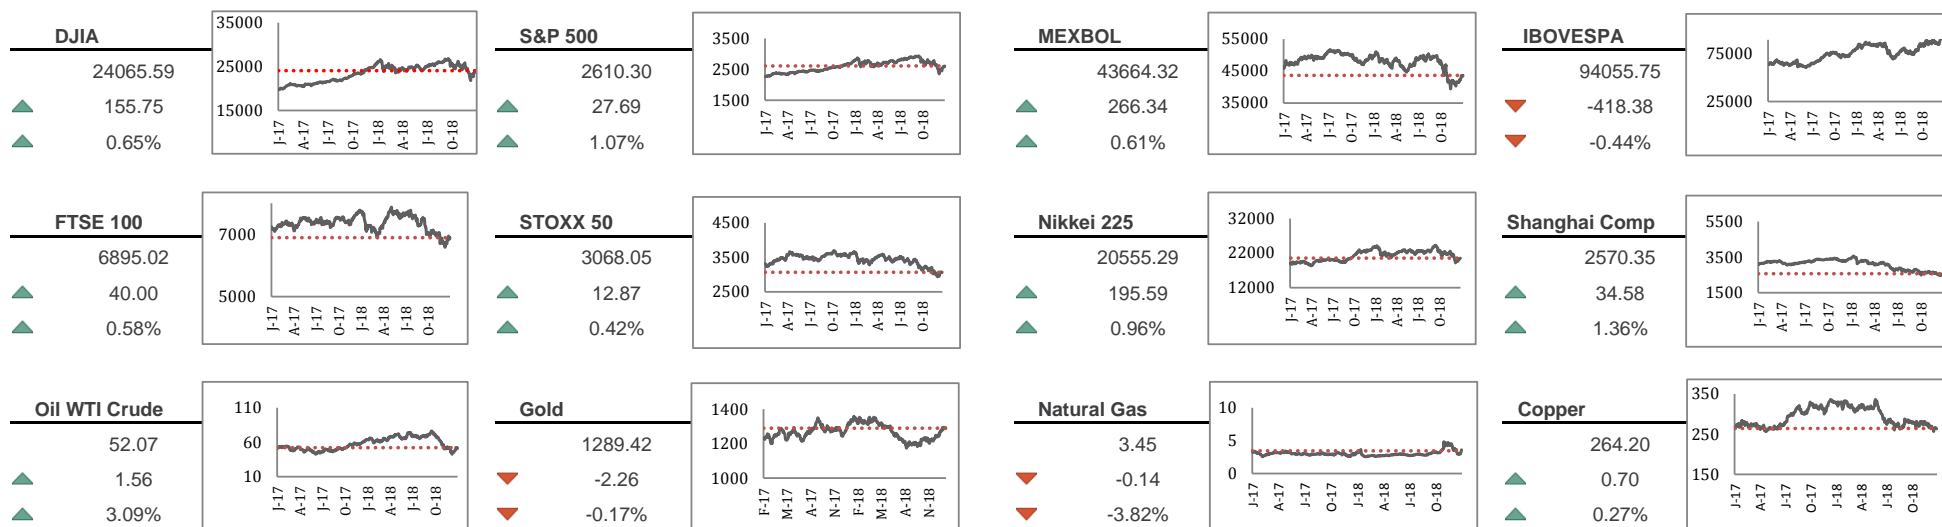 DJIA
24065.59
155.75
0.65%
35000
25000
15000
J-17
A-17
J-17
O-17
J-18
A-18
J-18
O-18
S&P 500
2610.30
27.69
1.07%
3500
2500
1500
J-17
A-17
J-17
O-17
J-18
A-18
J-18
O-18
MEXBOL
43664.32
266.34
0.61%
55000
45000
35000
J-17
A-17
J-17
O-17
J-18
A-18
J-18
O-18
IBOVESPA
94055.75
-418.38
-0.44%
75000
25000
J-17
A-17
J-17
O-17
J-18
A-18
J-18
O-18
FTSE 100
6895.02
40.00
0.58%
7000
5000
J-17
A-17
J-17
O-17
J-18
A-18
J-18
O-18
STOXX 50
3068.05
12.87
0.42%
4500
3500
2500
J-17
A-17
J-17
O-17
J-18
A-18
J-18
O-18
Nikkei 225
20555.29
195.59
0.96%
32000
22000
12000
J-17
A-17
J-17
O-17
J-18
A-18
J-18
O-18
Shanghai Comp
2570.35
34.58
1.36%
5500
3500
1500
J-17
A-17
J-17
O-17
J-18
A-18
J-18
O-18
Oil WTI Crude
52.07
1.56
3.09%
110
60
10
J-17
A-17
J-17
O-17
J-18
A-18
J-18
O-18
Gold
1289.42
-2.26
-0.17%
1400
1200
1000
F-17
M-17
A-17
N-17
F-18
M-18
A-18
N-18
Natural Gas
3.45
-0.14
-3.82%
10
5
0
J-17
A-17
J-17
O-17
J-18
A-18
J-18
O-18
Copper
264.20
0.70
0.27%
350
250
150
J-17
A-17
J-17
O-17
J-18
A-18
J-18
O-18